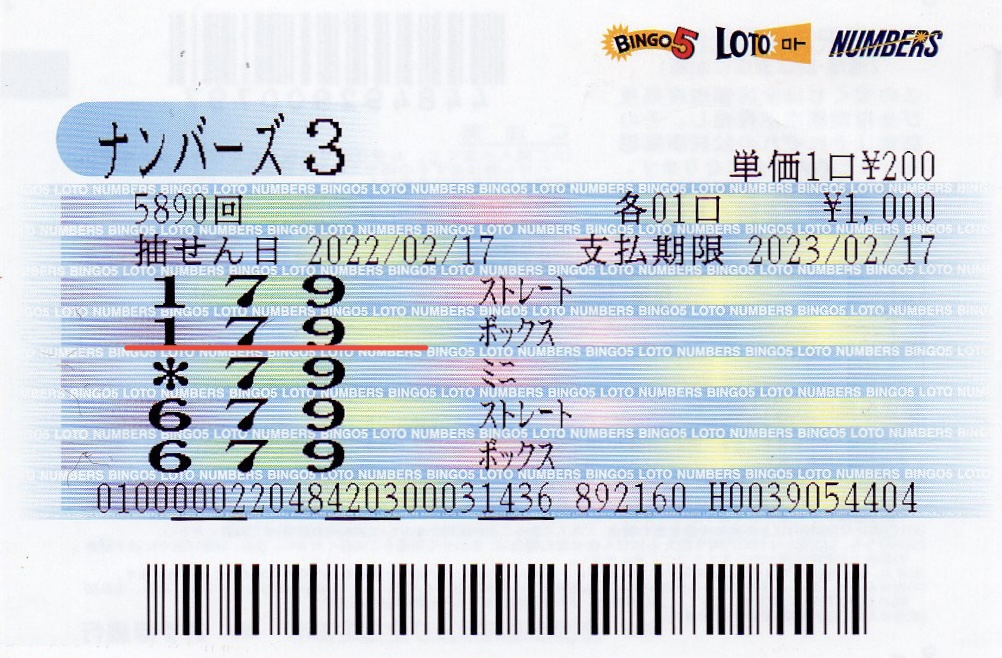 BINGO5 LOTO ロト NUMBERS
ナンバーズ 3
単価1口¥200
5890回 各01口 ¥1,000
抽せん日 2022/02/17 支払期限 2023/02/17
1 7 9 ストレート
1 7 9 ボックス
* 7 9 ミニ
6 7 9 ストレート
6 7 9 ボックス
010000022048420300031436 892160 H0039054404